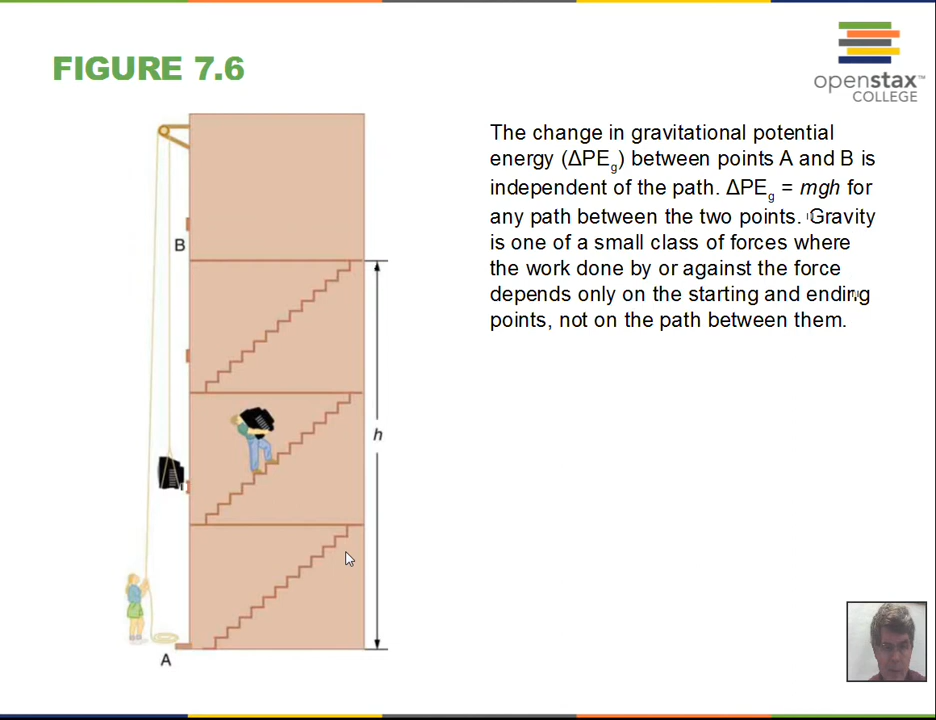 FIGURE 7.6
openstax™
COLLEGE
The change in gravitational potential
energy (ΔPEg) between points A and B is
independent of the path. ΔPEg = mgh for
any path between the two points. Gravity
is one of a small class of forces where
the work done by or against the force
depends only on the starting and ending
points, not on the path between them.
B
h
A